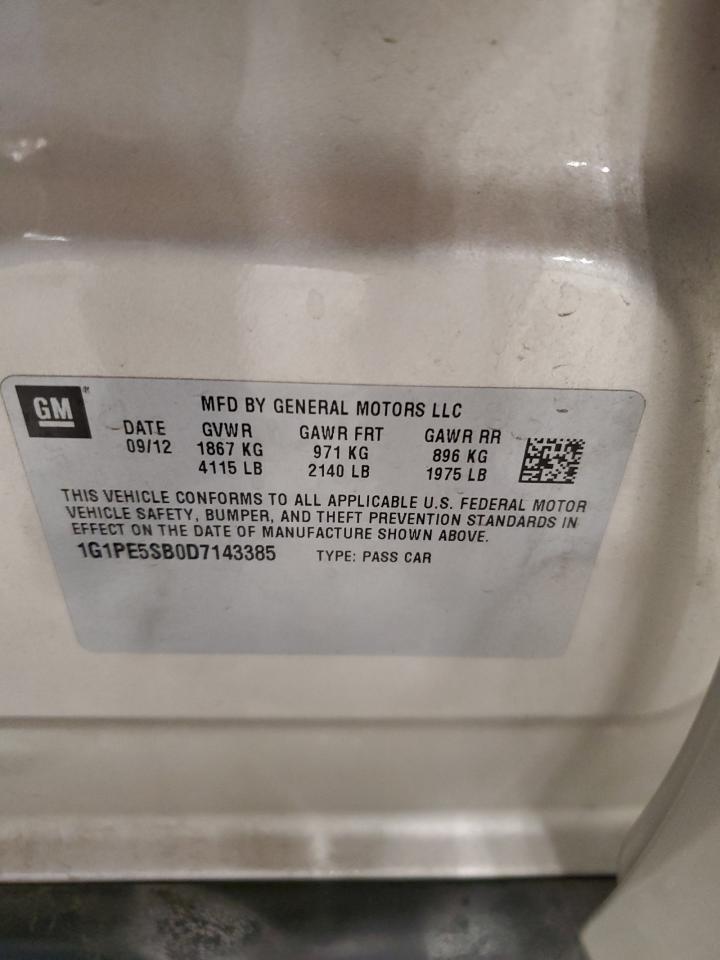 GM
MFD BY GENERAL MOTORS LLC
DATE GVWR GAWR FRT GAWR RR
09/12 1867 KG 971 KG 896 KG
4115 LB 2140 LB 1975 LB
THIS VEHICLE CONFORMS TO ALL APPLICABLE U.S. FEDERAL MOTOR
VEHICLE SAFETY, BUMPER, AND THEFT PREVENTION STANDARDS IN
EFFECT ON THE DATE OF MANUFACTURE SHOWN ABOVE.
1G1PE5SB0D7143385 TYPE: PASS CAR